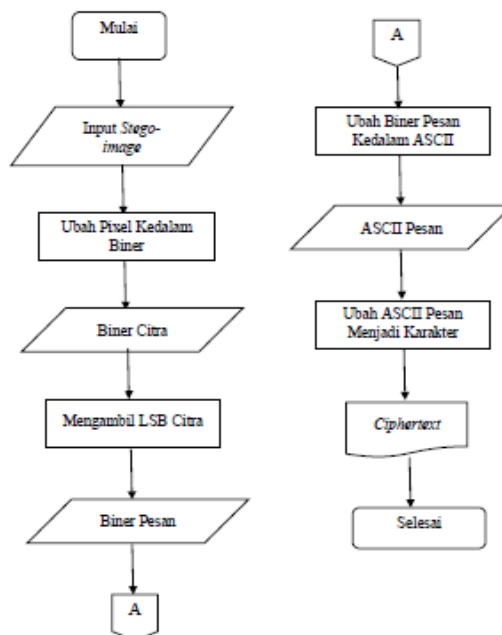 Mulai
Input Stego-
image
Ubah Pixel Kedalam
Biner
Biner Citra
Mengambil LSB Citra
Biner Pesan
A
A
Ubah Biner Pesan
Kedalam ASCII
ASCII Pesan
Ubah ASCII Pesan
Menjadi Karakter
Ciphertext
Selesai